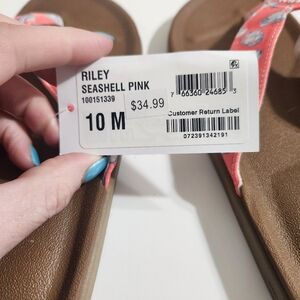 RILEY
SEASHELL PINK
100151339
$34.99
10 M
7 66360 24685 3
Customer Return Label
072391342191